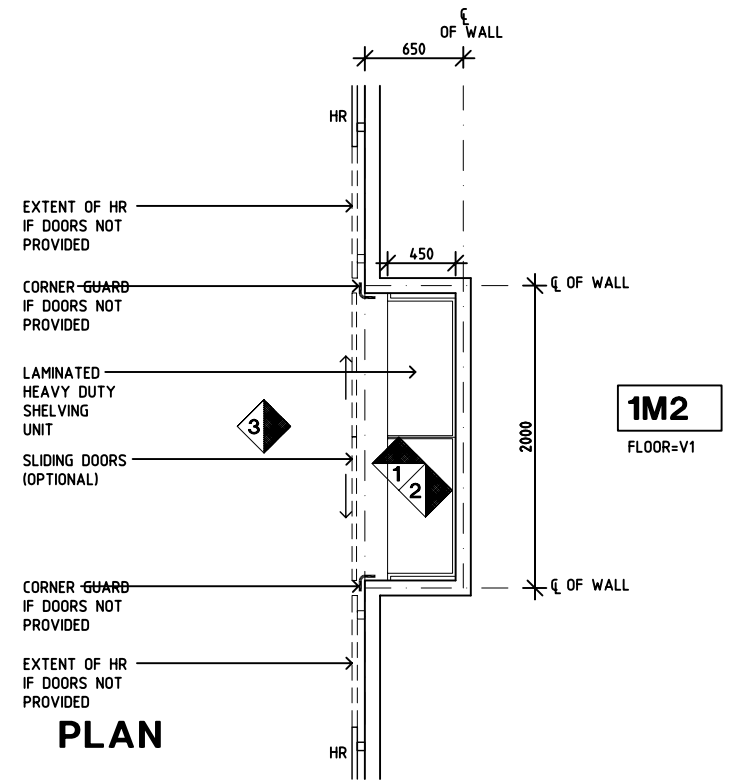 ℄
OF WALL
650
HR
EXTENT OF HR
IF DOORS NOT
PROVIDED
450
CORNER GUARD
IF DOORS NOT
PROVIDED
℄ OF WALL
LAMINATED
HEAVY DUTY
SHELVING
UNIT
1M2
FLOOR=V1
3
2000
SLIDING DOORS
(OPTIONAL)
1
2
CORNER GUARD
IF DOORS NOT
PROVIDED
℄ OF WALL
EXTENT OF HR
IF DOORS NOT
PROVIDED
PLAN
HR